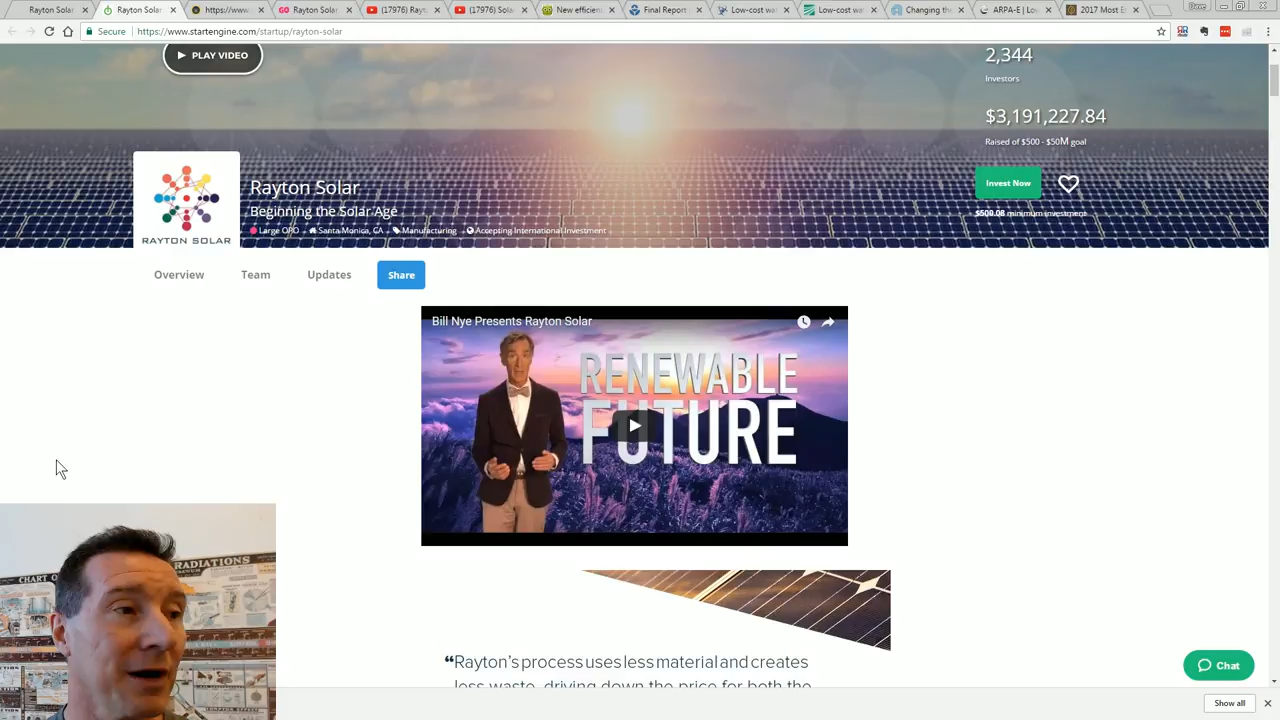 Rayton Solar
Rayton Solar
https://www.
Rayton Solar
(17976) Rayt
(17976) Sola
New efficien
Final Report
Low-cost wa
Low-cost wa
Changing the
ARPA-E | Lo
2017 Most E
Secure
https://www.startengine.com/startup/rayton-solar
PLAY VIDEO
2,344
Investors
$3,191,227.84
Raised of $500 - $50M goal
Invest Now
$500.08 minimum investment
RAYTON SOLAR
Rayton Solar
Beginning the Solar Age
Large OPO Santa Monica, CA Manufacturing Accepting International Investment
Overview Team Updates Share
Bill Nye Presents Rayton Solar
RENEWABLE
FUTURE
“Rayton's process uses less material and creates
less waste, driving down the price for both the
CHART O
RADIATIONS
Chat
Show all